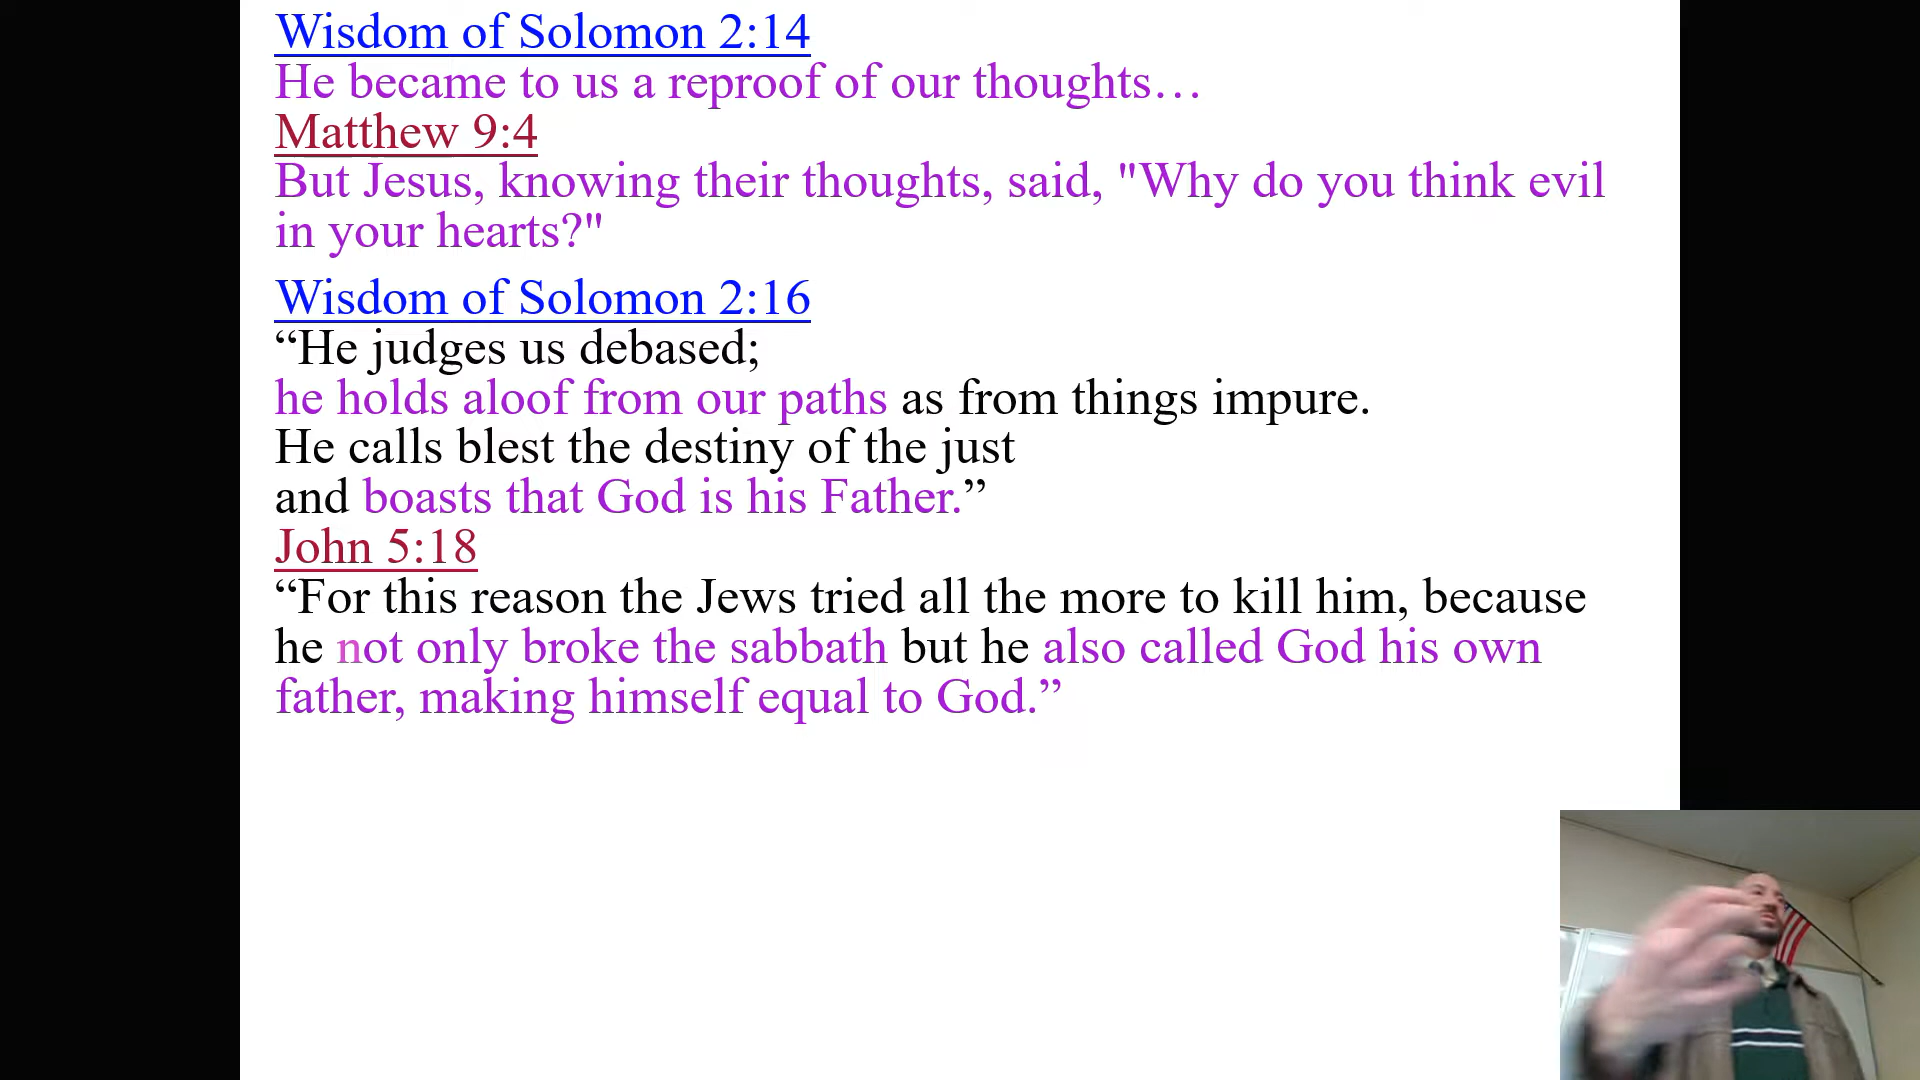 Wisdom of Solomon 2:14
He became to us a reproof of our thoughts…
Matthew 9:4
But Jesus, knowing their thoughts, said, "Why do you think evil
in your hearts?"
Wisdom of Solomon 2:16
“He judges us debased;
he holds aloof from our paths as from things impure.
He calls blest the destiny of the just
and boasts that God is his Father.”
John 5:18
“For this reason the Jews tried all the more to kill him, because
he not only broke the sabbath but he also called God his own
father, making himself equal to God.”